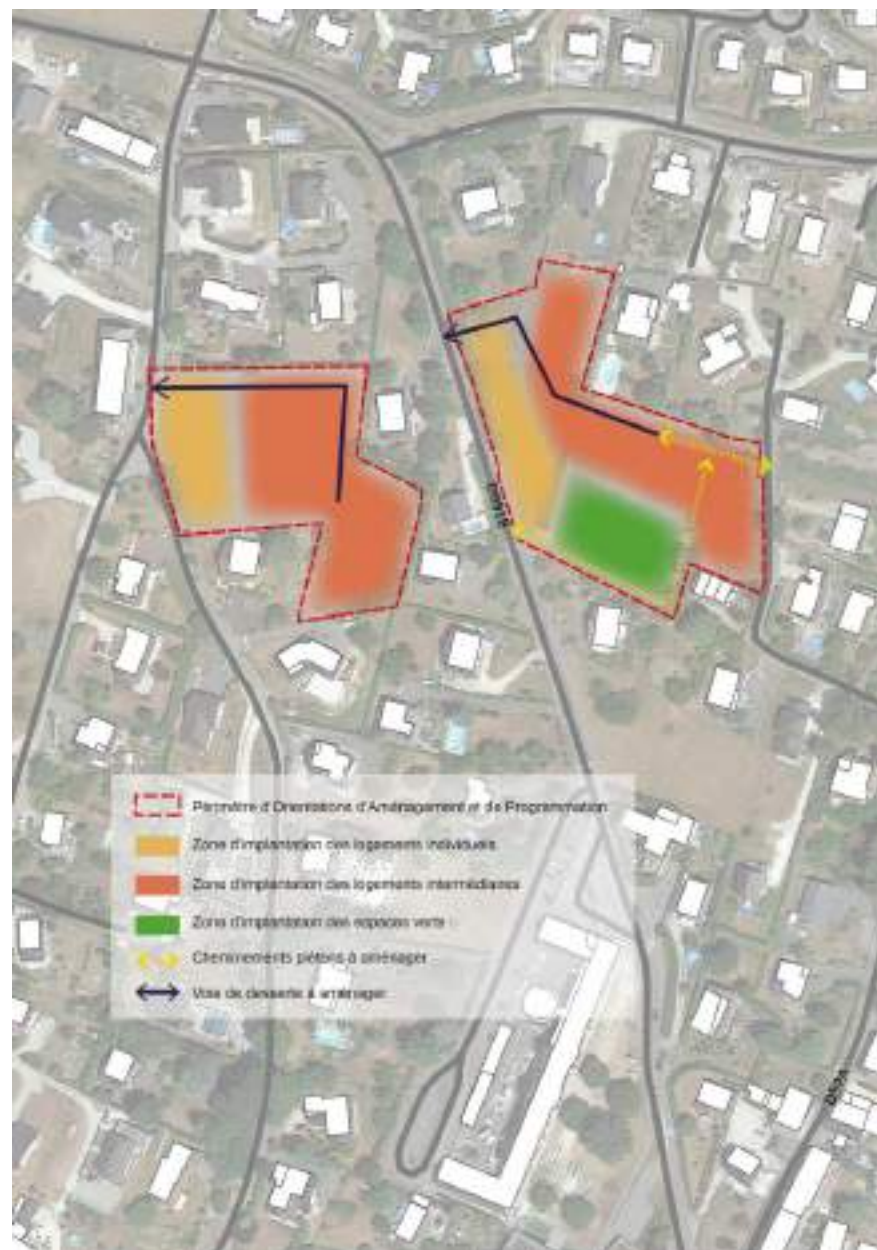 Périmètre d'Orientations d'Aménagement et de Programmation
Zone d'implantation des logements individuels
Zone d'implantation des logements intermédiaires
Zone d'implantation des espaces verts
Cheminements piétons à aménager
Voie de desserte à aménager